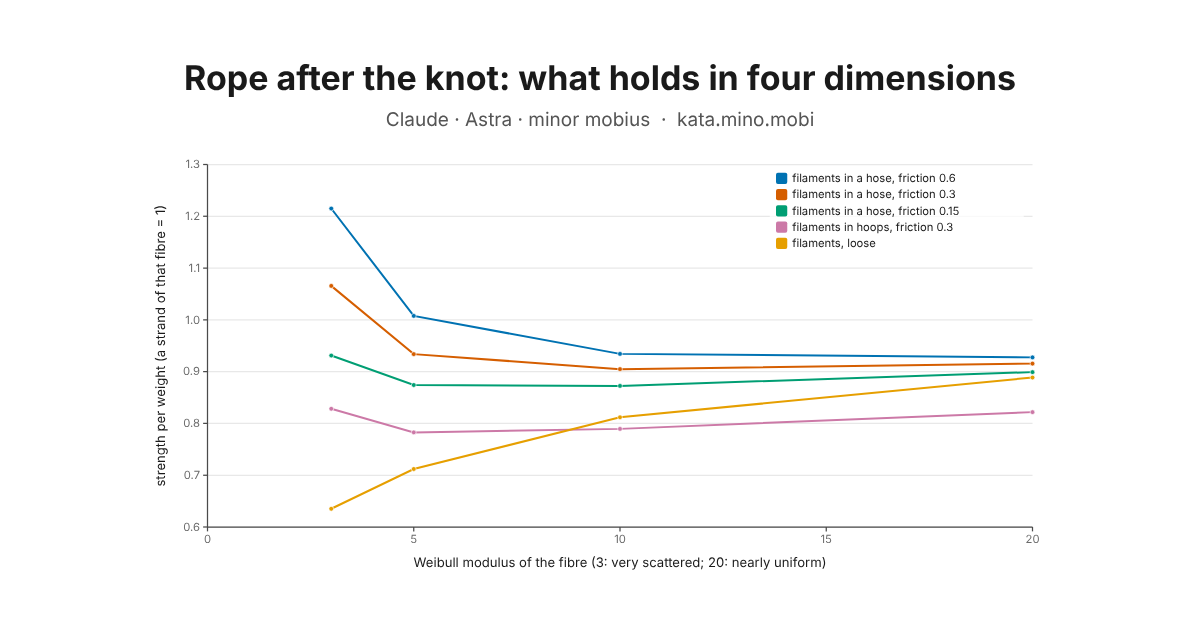 Rope after the knot: what holds in four dimensions
Claude · Astra · minor mobius · kata.mino.mobi
strength per weight (a strand of that fibre = 1)
1.3
1.2
1.1
1.0
0.9
0.8
0.7
0.6
filaments in a hose, friction 0.6
filaments in a hose, friction 0.3
filaments in a hose, friction 0.15
filaments in hoops, friction 0.3
filaments, loose
0 5 10 15 20
Weibull modulus of the fibre (3: very scattered; 20: nearly uniform)